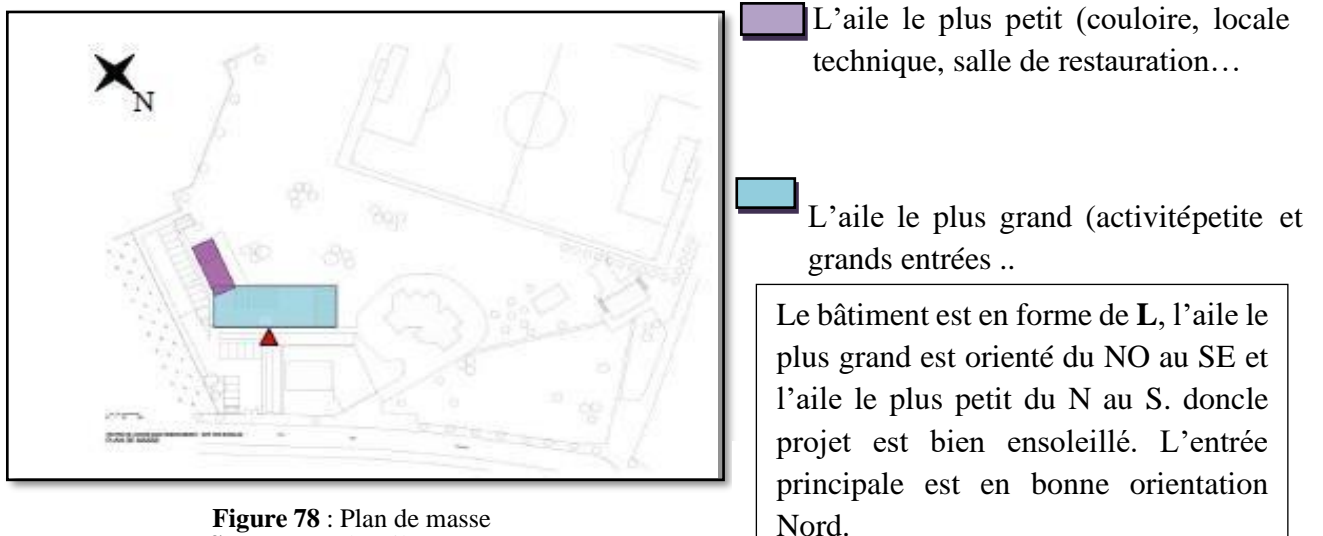 L'aile le plus petit (couloire, locale
technique, salle de restauration…
N
L'aile le plus grand (activitépetite et
grands entrées ..
Le bâtiment est en forme de L, l'aile le
plus grand est orienté du NO au SE et
l'aile le plus petit du N au S. doncle
projet est bien ensoleillé. L'entrée
principale est en bonne orientation
Nord.
Figure 78 : Plan de masse